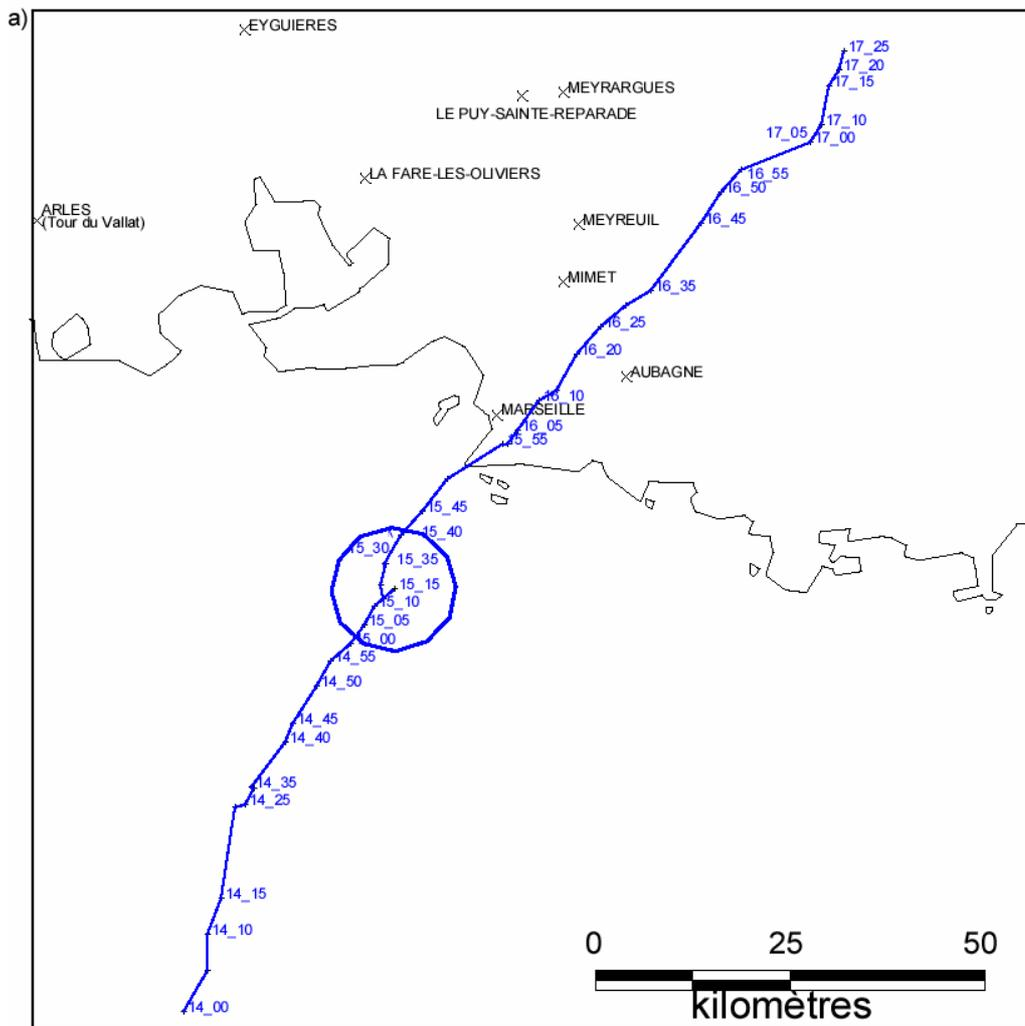 a)
EYGUIERES
17_25
17_20
17_15
MEYRARGUES
LE PUY-SAINTE-REPARADE
17_10
17_05
17_00
LA FARE-LES-OLIVIERS
16_55
16_50
ARLES
(Tour du Vallat)
MEYREUIL
16_45
MIMET
16_35
16_25
16_20
AUBAGNE
16_10
MARSEILLE
16_05
15_55
15_45
15_40
15_30
15_35
15_15
15_10
15_05
15_00
14_55
14_50
14_45
14_40
14_35
14_25
14_15
14_10
14_00
0 25 50
kilomètres